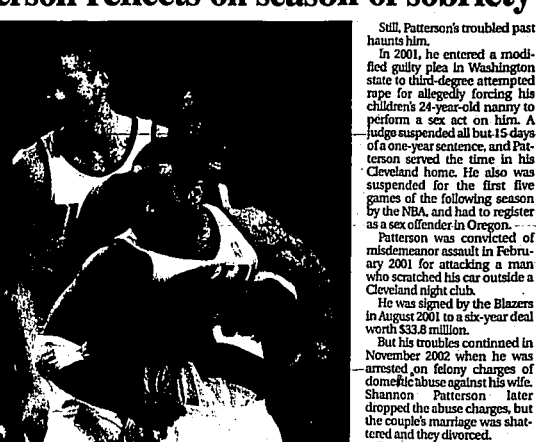 erson reflects on season of sobriety
Still, Patterson's troubled past
haunts him.
In 2001, he entered a modi-
fied guilty plea in Washington
state to third-degree attempted
rape for allegedly forcing his
children's 24-year-old nanny to
perform a sex act on him. A
judge suspended all but 15 days
of a one-year sentence, and Pat-
terson served the time in his
Cleveland home. He also was
suspended for the first five
games of the following season
by the NBA, and had to register
as a sex offender in Oregon.
Patterson was convicted of
misdemeanor assault in Febru-
ary 2001 for attacking a man
who scratched his car outside a
Cleveland night club.
He was signed by the Blazers
in August 2001 to a six-year deal
worth $33.8 million.
But his troubles continued in
November 2002 when he was
arrested on felony charges of
domestic abuse against his wife.
Shannon Patterson later
dropped the abuse charges, but
the couple's marriage was shat-
tered and they divorced.